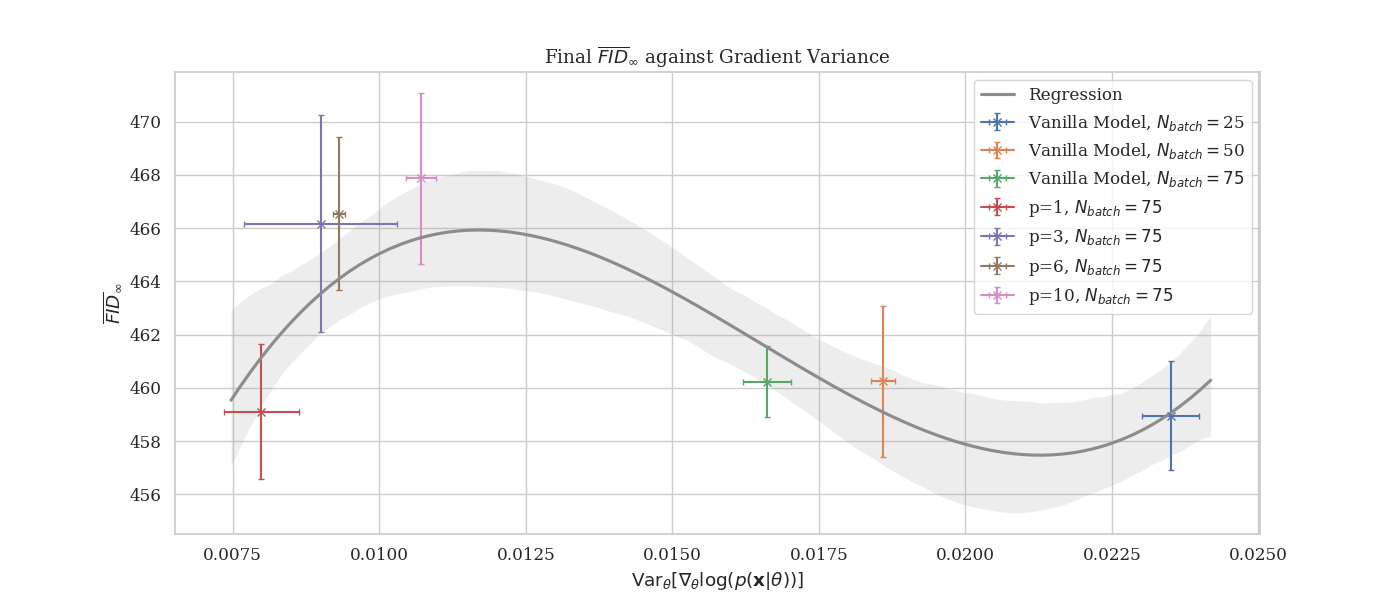 Final $\overline{FID}_\infty$ against Gradient Variance
Regression
Vanilla Model, $N_{batch} = 25$
Vanilla Model, $N_{batch} = 50$
Vanilla Model, $N_{batch} = 75$
p=1, $N_{batch} = 75$
p=3, $N_{batch} = 75$
p=6, $N_{batch} = 75$
p=10, $N_{batch} = 75$
$\overline{FID}_\infty$
470
468
466
464
462
460
458
456
0.0075 0.0100 0.0125 0.0150 0.0175 0.0200 0.0225 0.0250
$\mathrm{Var}_\theta[\nabla_\theta \log(p(\mathbf{x}|\theta))]$